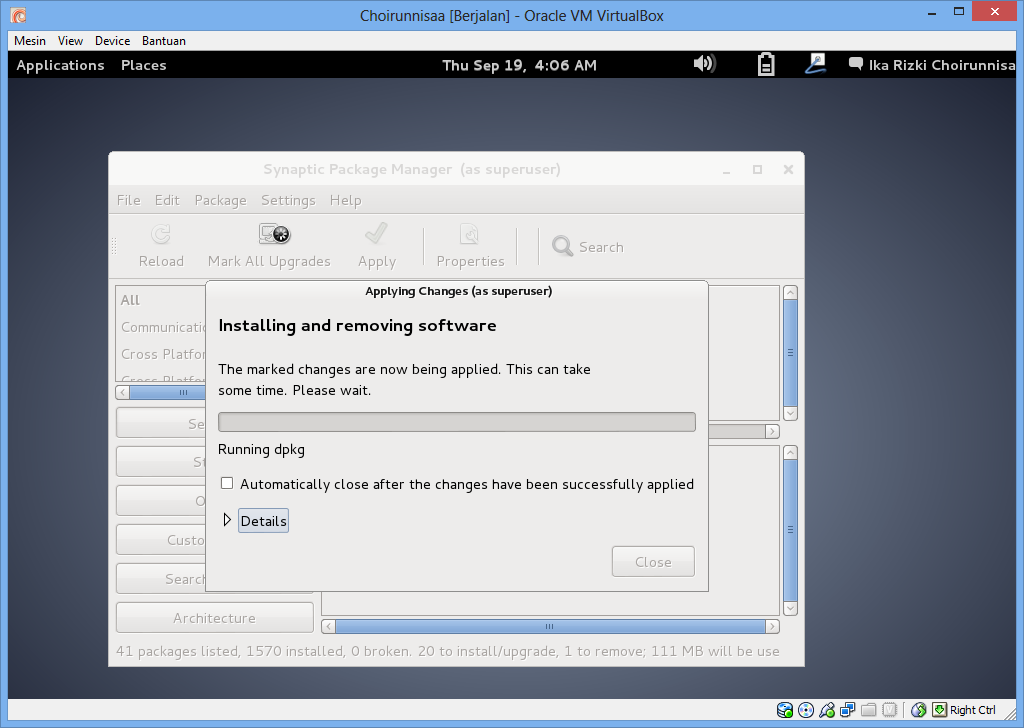 Choirunnisaa [Berjalan] - Oracle VM VirtualBox
Mesin View Device Bantuan
Applications Places Thu Sep 19, 4:06 AM Ika Rizki Choirunnisa
Synaptic Package Manager (as superuser)
File Edit Package Settings Help
Reload Mark All Upgrades Apply Properties Search
Applying Changes (as superuser)
All
Installing and removing software
Communicatio
Cross Platfor
The marked changes are now being applied. This can take
Cross Platfor
some time. Please wait.
Se
Running dpkg
St
Automatically close after the changes have been successfully applied
O
Details
Custo
Close
Search
Architecture
41 packages listed, 1570 installed, 0 broken. 20 to install/upgrade, 1 to remove; 111 MB will be use
Right Ctrl